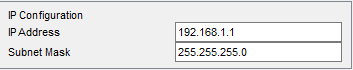 IP Configuration
IP Address 192.168.1.1
Subnet Mask 255.255.255.0